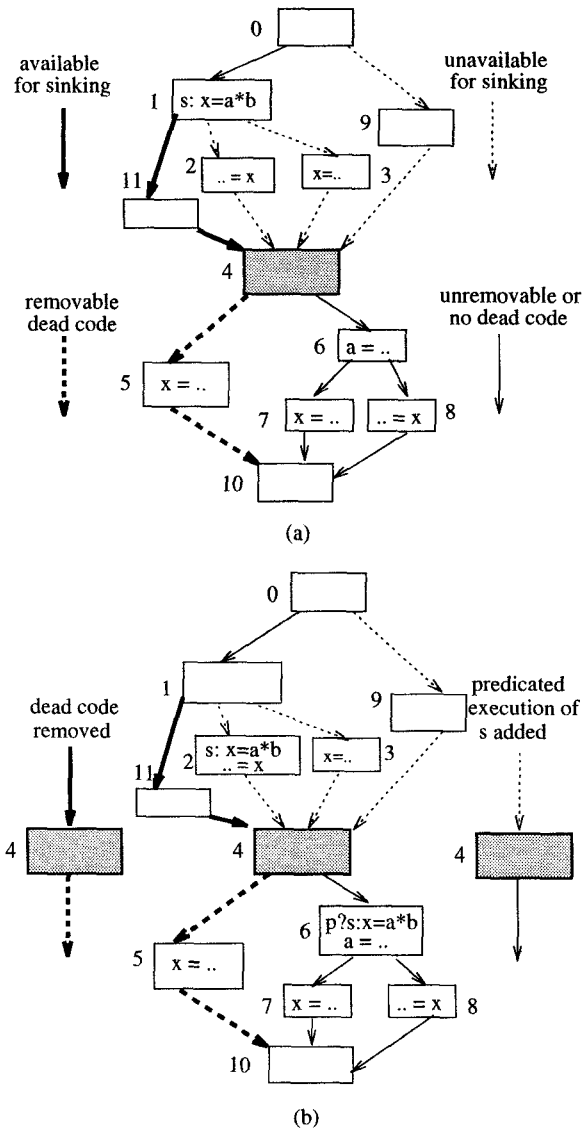 0
available
for sinking
unavailable
for sinking
1
s: x=a*b
9
2
.. = x
x=..
3
11
4
removable
dead code
unremovable or
no dead code
6
a = ..
5
x = ..
7
x = ..
.. = x
8
10
(a)
0
1
dead code
removed
9
predicated
execution of
s added
2
s: x=a*b
.. = x
x=..
3
11
4
4
4
6
p?s:x=a*b
a = ..
5
x = ..
7
x = ..
.. = x
8
10
(b)